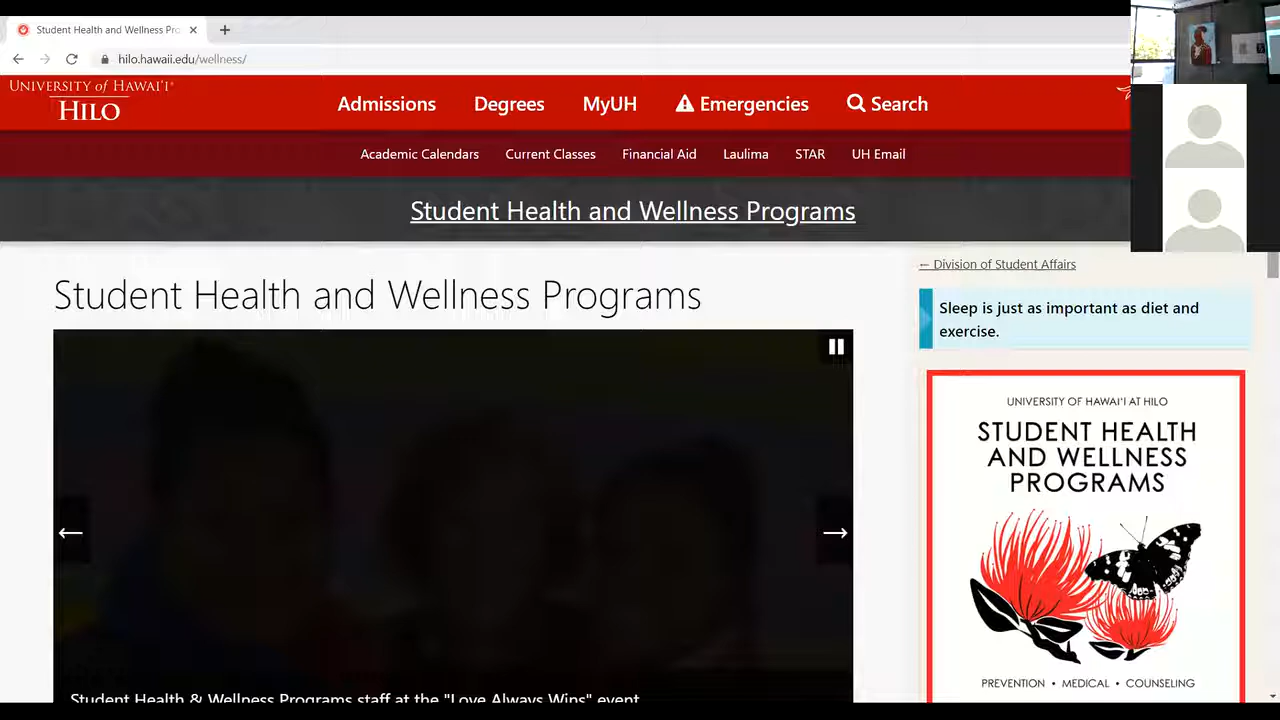 Student Health and Wellness Pro
hilo.hawaii.edu/wellness/
UNIVERSITY of HAWAI‘I®
HILO
Admissions
Degrees
MyUH
Emergencies
Search
Academic Calendars
Current Classes
Financial Aid
Laulima
STAR
UH Email
Student Health and Wellness Programs
Student Health and Wellness Programs
Student Health & Wellness Programs staff at the "Love Always Wins" event
← Division of Student Affairs
Sleep is just as important as diet and
exercise.
UNIVERSITY OF HAWAI‘I AT HILO
STUDENT HEALTH
AND WELLNESS
PROGRAMS
PREVENTION • MEDICAL • COUNSELING